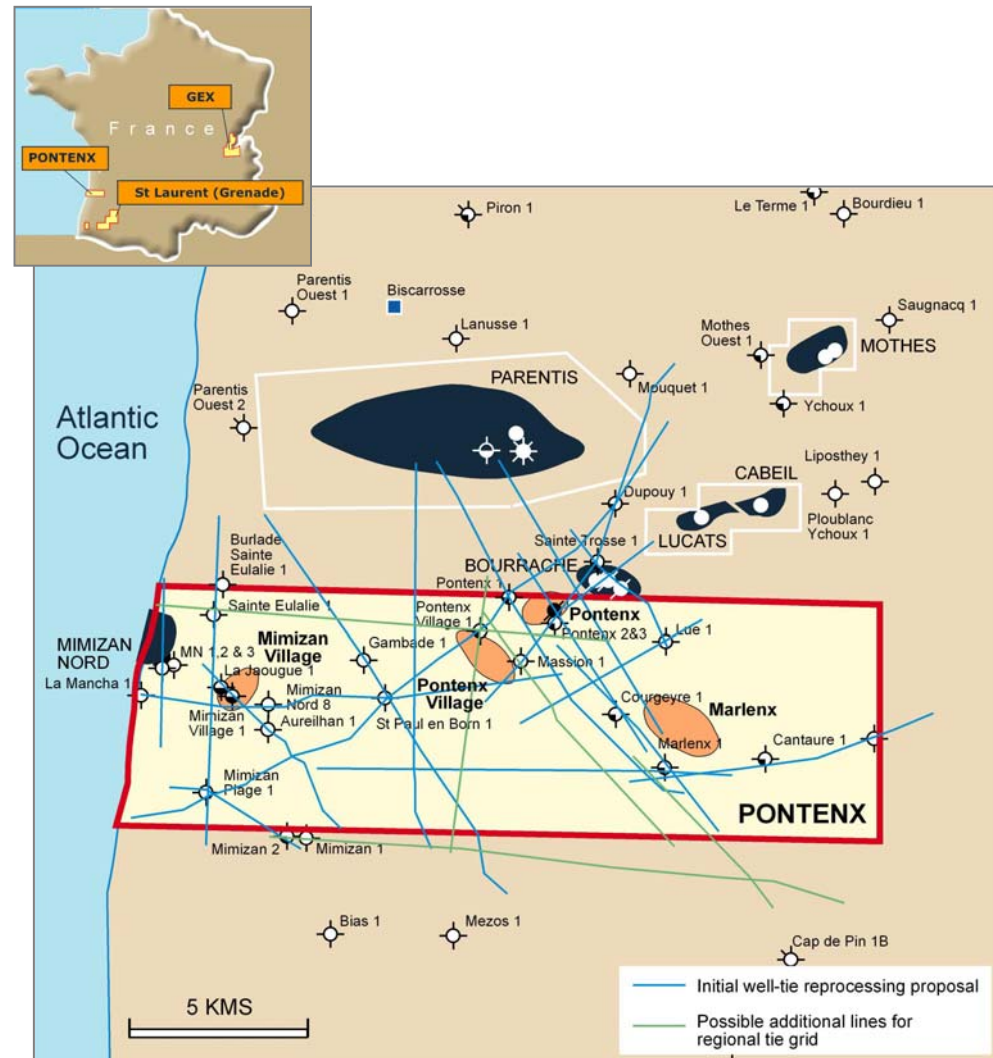 GEX
France
PONTENX
St Laurent (Grenade)
Piron 1
Le Terme 1
Bourdieu 1
Parentis
Ouest 1
Biscarrosse
Lanusse 1
Saugnacq 1
Mothes
Ouest 1
MOTHES
PARENTIS
Mouquet 1
Parentis
Ouest 2
Ychoux 1
Atlantic
Ocean
CABEIL
Liposthey 1
Dupouy 1
Ploublanc
Ychoux 1
LUCATS
Sainte Trosse 1
Burlade
Sainte
Eulalie 1
BOURRACHE
Pontenx 1
Sainte Eulalie 1
Pontenx
Village 1
Pontenx
Pontenx 2&3
Lue 1
MIMIZAN
NORD
Mimizan
Village
Gambade 1
MN 1,2 & 3
La Jaougue 1
Massion 1
La Mancha 1
Mimizan
Nord 8
Pontenx
Village
Courgeyre 1
Marlenx
Mimizan
Village 1
Aureilhan 1
St Paul en Born 1
Marlenx 1
Cantaure 1
Mimizan
Plage 1
PONTENX
Mimizan 2
Mimizan 1
Bias 1
Mezos 1
Cap de Pin 1B
5 KMS
Initial well-tie reprocessing proposal
Possible additional lines for
regional tie grid